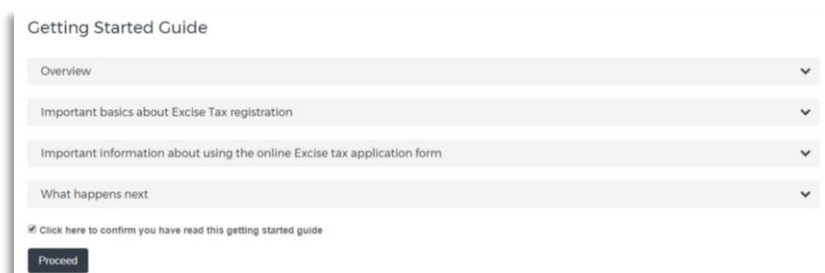 Getting Started Guide
Overview
Important basics about Excise Tax registration
Important information about using the online Excise tax application form
What happens next
Click here to confirm you have read this getting started guide
Proceed